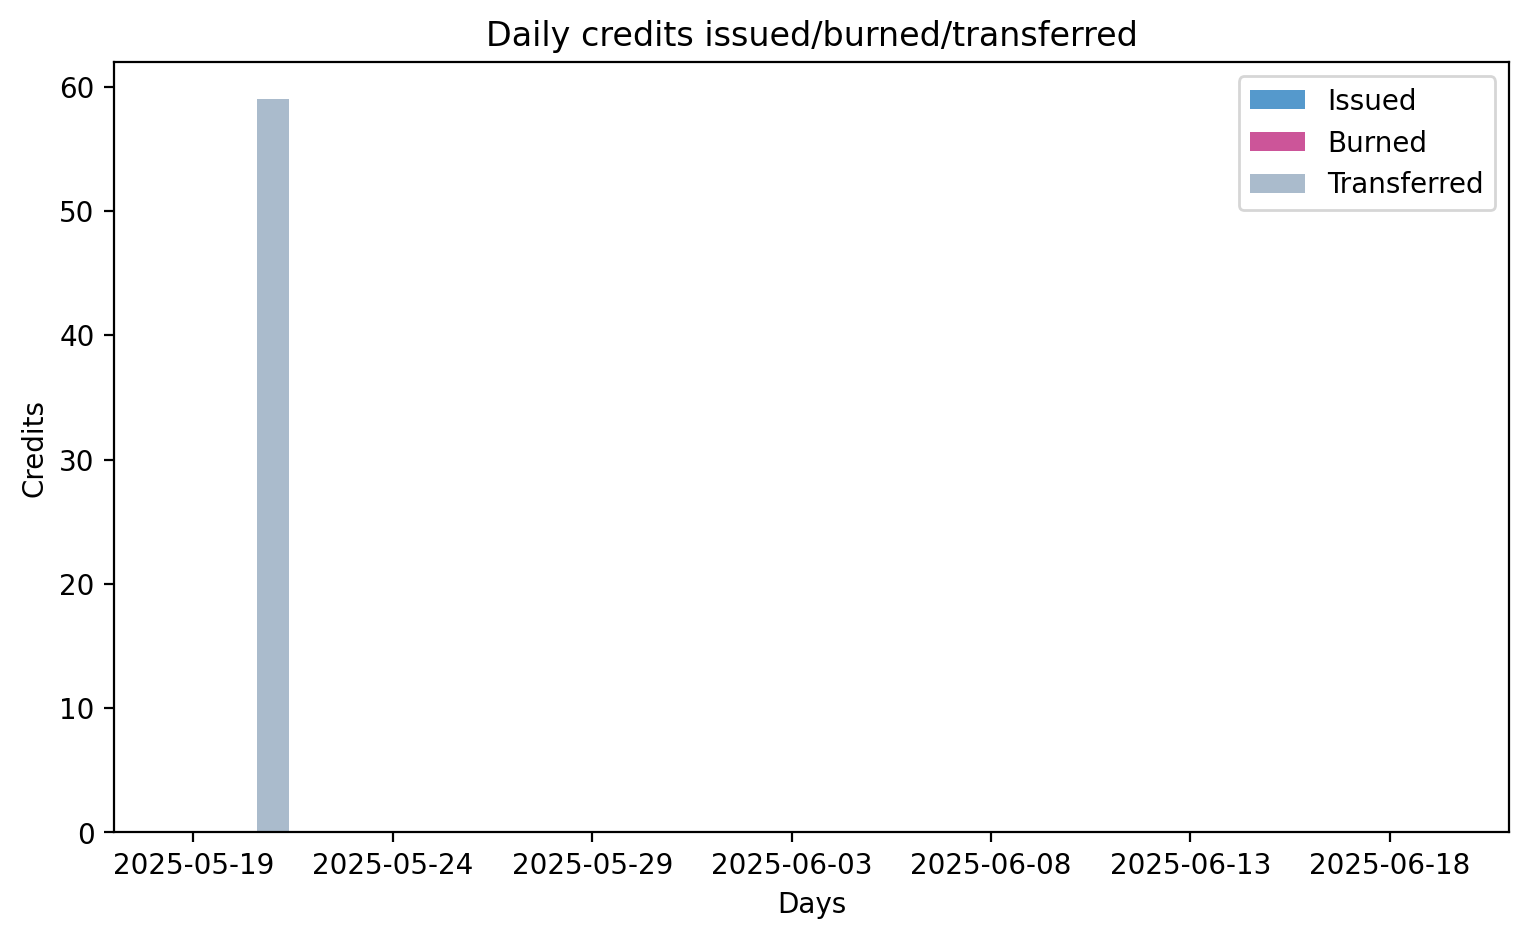 Daily credits issued/burned/transferred
Issued
Burned
Transferred
60
50
40
30
20
10
0
Credits
2025-05-19 2025-05-24 2025-05-29 2025-06-03 2025-06-08 2025-06-13 2025-06-18
Days